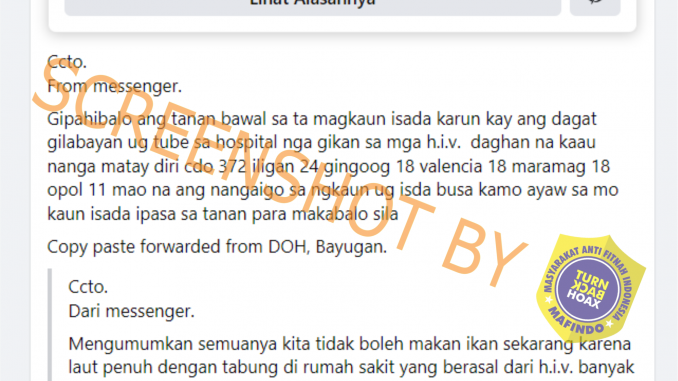 Lihat Alasannya
Ccto.
From messenger.
Gipahibalo ang tanan bawal sa ta magkaun isada karun kay ang dagat
gilabayan ug tube sa hospital nga gikan sa mga h.i.v. daghan na kaau
nanga matay diri cdo 372 iligan 24 gingoog 18 valencia 18 maramag 18
opol 11 mao na ang nangaigo sa ngkaun ug isda busa kamo ayaw sa mo
kaun isada ipasa sa tanan para makabalo sila
Copy paste forwarded from DOH, Bayugan.
Ccto.
Dari messenger.
Mengumumkan semuanya kita tidak boleh makan ikan sekarang karena
laut penuh dengan tabung di rumah sakit yang berasal dari h.i.v. banyak
SCREENSHOT BY
MASYARAKAT ANTI FITNAH INDONESIA
TURN
BACK
HOAX
MAFINDO